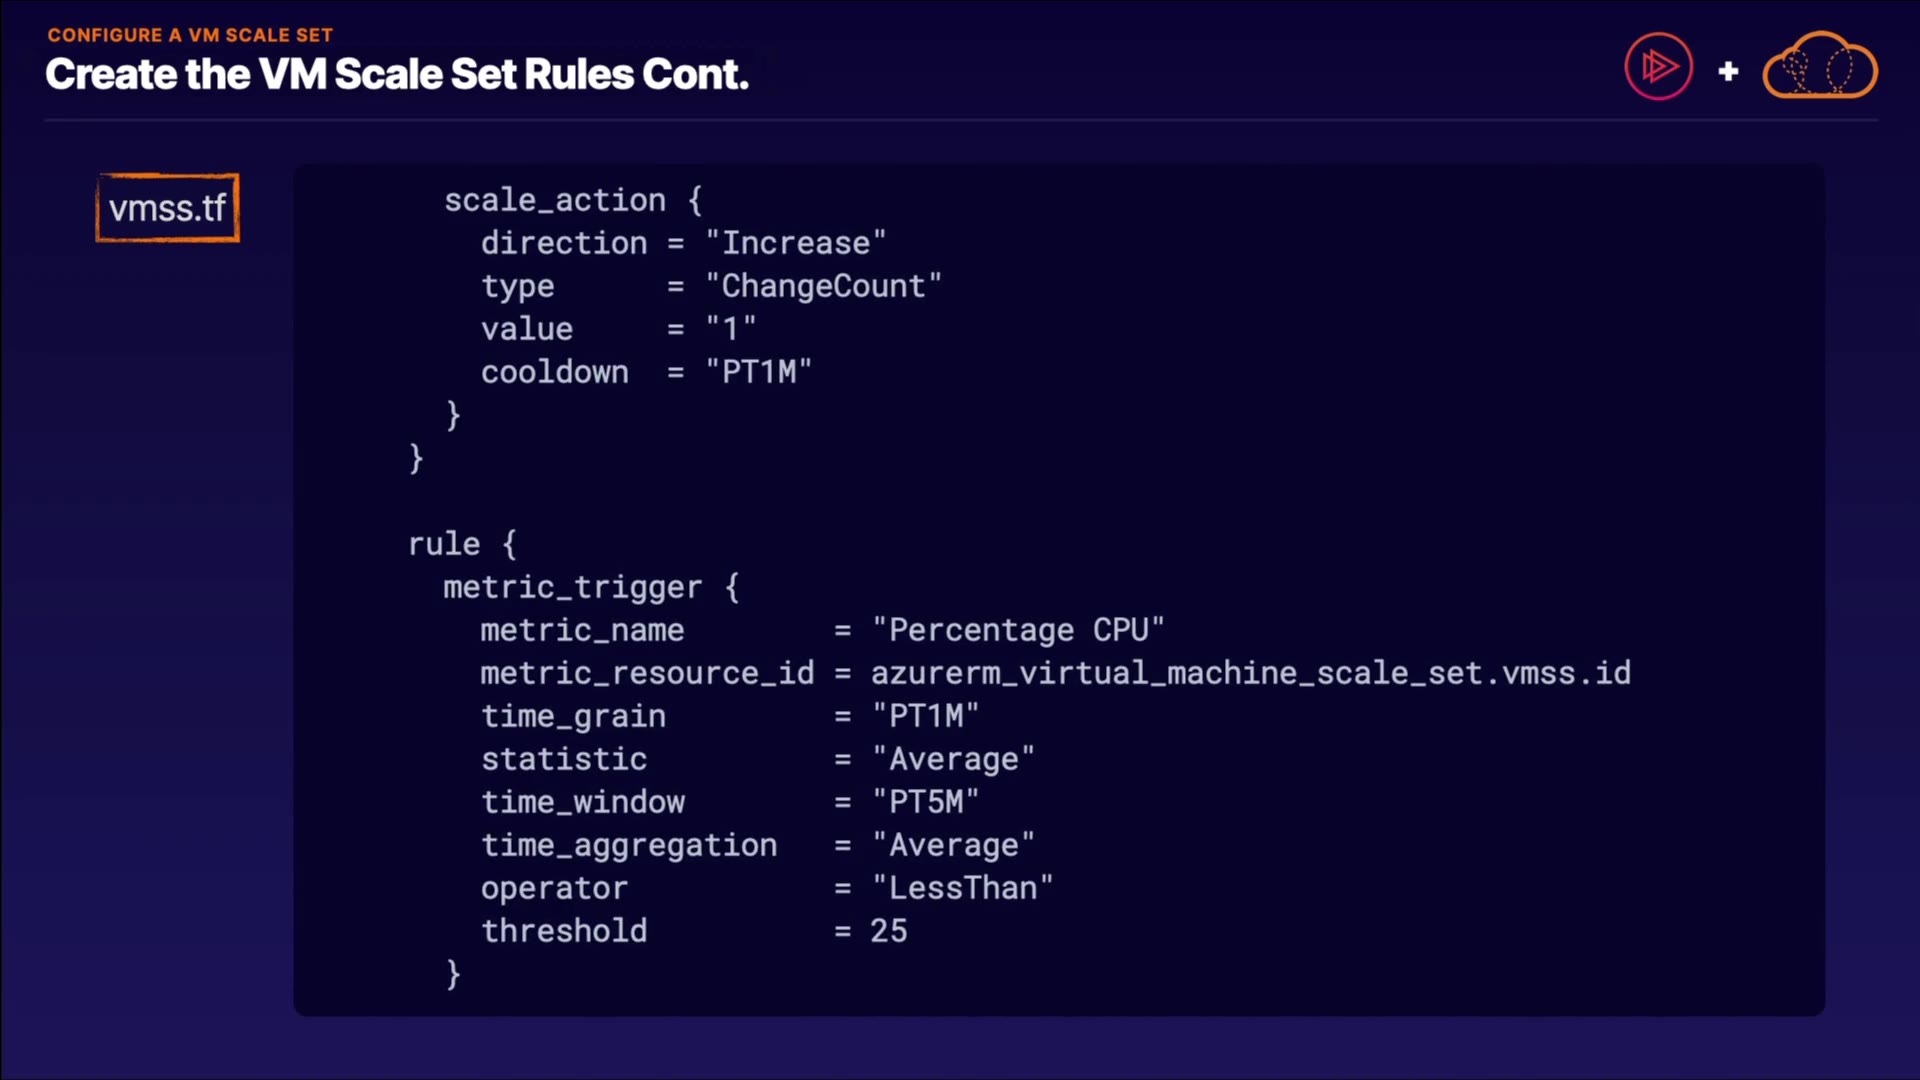 CONFIGURE A VM SCALE SET
Create the VM Scale Set Rules Cont.
+
vmss.tf
scale_action {
direction = "Increase"
type = "ChangeCount"
value = "1"
cooldown = "PT1M"
}
}
rule {
metric_trigger {
metric_name = "Percentage CPU"
metric_resource_id = azurerm_virtual_machine_scale_set.vmss.id
time_grain = "PT1M"
statistic = "Average"
time_window = "PT5M"
time_aggregation = "Average"
operator = "LessThan"
threshold = 25
}